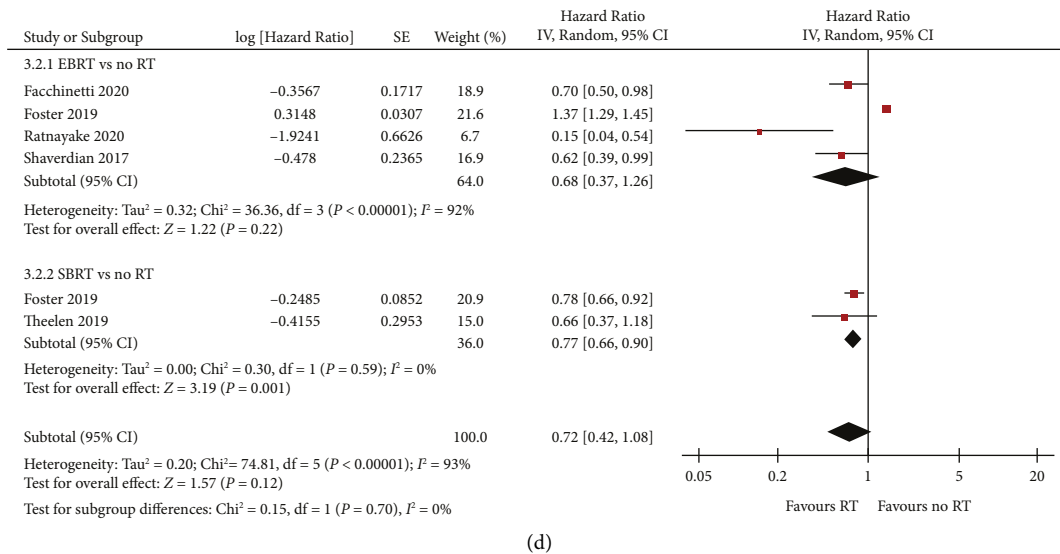 Hazard Ratio Hazard Ratio
Study or Subgroup log [Hazard Ratio] SE Weight (%) IV, Random, 95% CI IV, Random, 95% CI
3.2.1 EBRT vs no RT
Facchinetti 2020 –0.3567 0.1717 18.9 0.70 [0.50, 0.98]
Foster 2019 0.3148 0.0307 21.6 1.37 [1.29, 1.45]
Ratnayake 2020 –1.9241 0.6626 6.7 0.15 [0.04, 0.54]
Shaverdian 2017 –0.478 0.2365 16.9 0.62 [0.39, 0.99]
Subtotal (95% CI) 64.0 0.68 [0.37, 1.26]
Heterogeneity: Tau² = 0.32; Chi² = 36.36, df = 3 (P < 0.00001); I² = 92%
Test for overall effect: Z = 1.22 (P = 0.22)
3.2.2 SBRT vs no RT
Foster 2019 –0.2485 0.0852 20.9 0.78 [0.66, 0.92]
Theelen 2019 –0.4155 0.2953 15.0 0.66 [0.37, 1.18]
Subtotal (95% CI) 36.0 0.77 [0.66, 0.90]
Heterogeneity: Tau² = 0.00; Chi² = 0.30, df = 1 (P = 0.59); I² = 0%
Test for overall effect: Z = 3.19 (P = 0.001)
Subtotal (95% CI) 100.0 0.72 [0.42, 1.08]
Heterogeneity: Tau² = 0.20; Chi²= 74.81, df = 5 (P < 0.00001); I² = 93%
Test for overall effect: Z = 1.57 (P = 0.12)
Test for subgroup differences: Chi² = 0.15, df = 1 (P = 0.70), I² = 0%
0.05 0.2 1 5 20
Favours RT Favours no RT
(d)